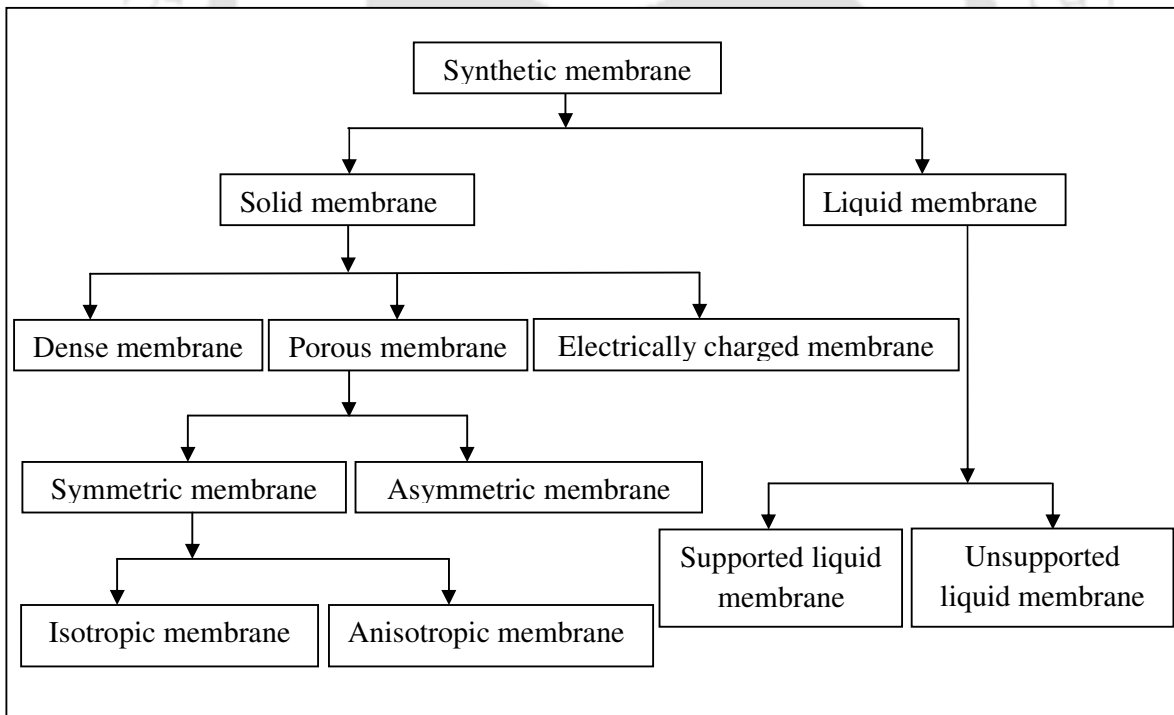 Synthetic membrane
Solid membrane
Liquid membrane
Dense membrane
Porous membrane
Electrically charged membrane
Symmetric membrane
Asymmetric membrane
Supported liquid
membrane
Unsupported
liquid membrane
Isotropic membrane
Anisotropic membrane